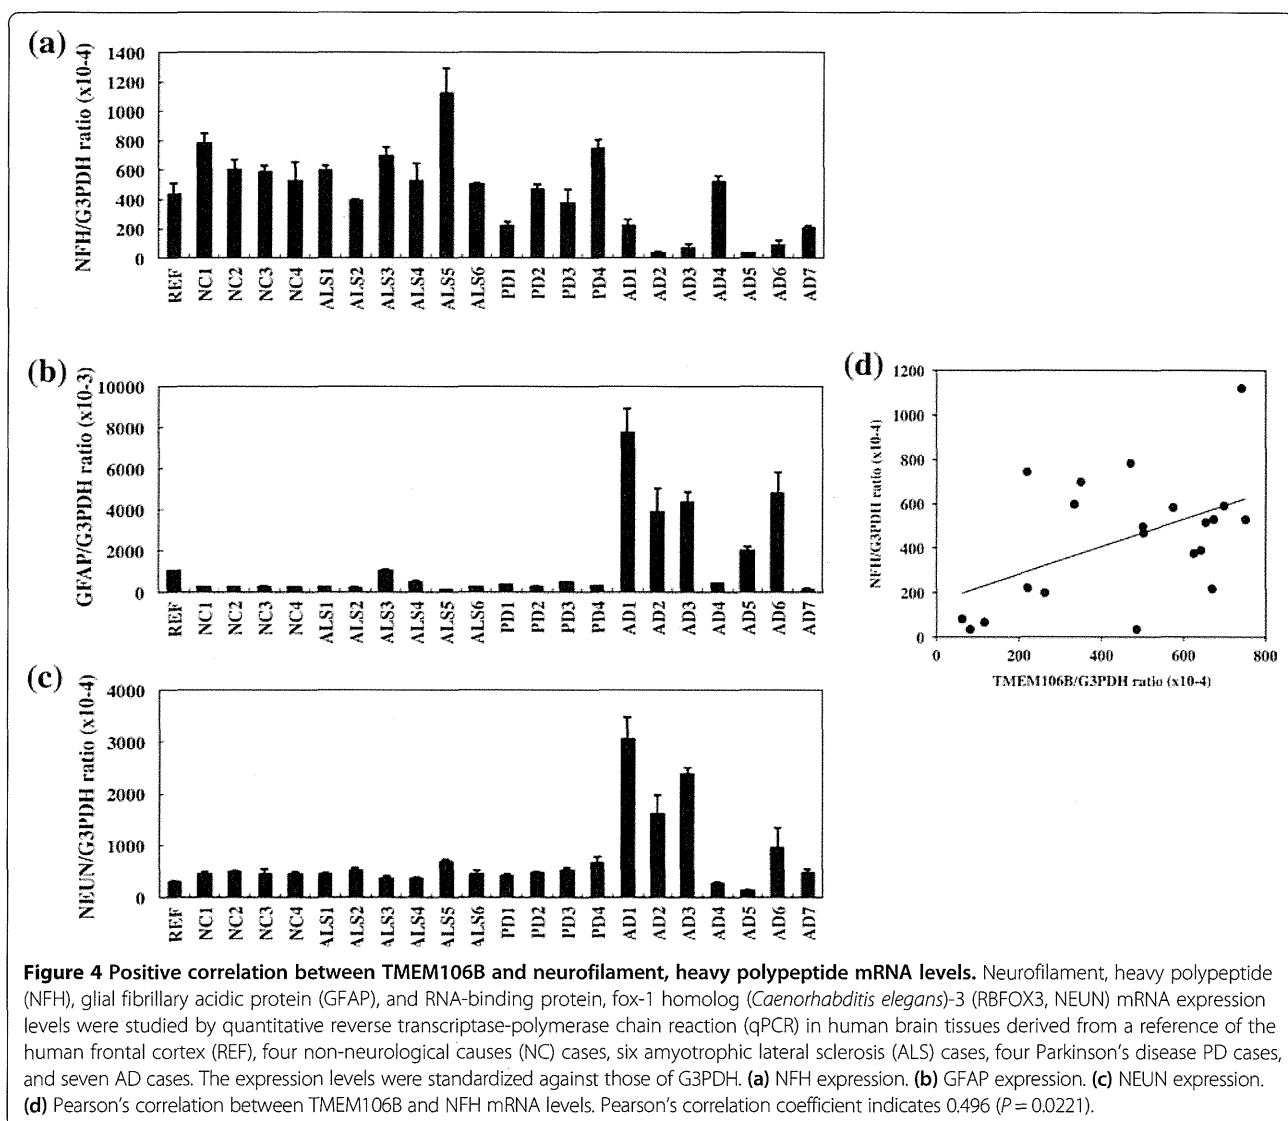 (a)
NFH/G3PDH ratio (x10-4)
1400
1200
1000
800
600
400
200
0
REF NC1 NC2 NC3 NC4 ALS1 ALS2 ALS3 ALS4 ALS5 ALS6 PD1 PD2 PD3 PD4 AD1 AD2 AD3 AD4 AD5 AD6 AD7
(b)
GFAP/G3PDH ratio (x10-3)
10000
8000
6000
4000
2000
0
REF NC1 NC2 NC3 NC4 ALS1 ALS2 ALS3 ALS4 ALS5 ALS6 PD1 PD2 PD3 PD4 AD1 AD2 AD3 AD4 AD5 AD6 AD7
(c)
NEUN/G3PDH ratio (x10-4)
4000
3000
2000
1000
0
REF NC1 NC2 NC3 NC4 ALS1 ALS2 ALS3 ALS4 ALS5 ALS6 PD1 PD2 PD3 PD4 AD1 AD2 AD3 AD4 AD5 AD6 AD7
(d)
NFH/G3PDH ratio (x10-4)
1200
1000
800
600
400
200
0
0 200 400 600 800
TMEM106B/G3PDH ratio (x10-4)
Figure 4 Positive correlation between TMEM106B and neurofilament, heavy polypeptide mRNA levels. Neurofilament, heavy polypeptide
(NFH), glial fibrillary acidic protein (GFAP), and RNA-binding protein, fox-1 homolog (Caenorhabditis elegans)-3 (RBFOX3, NEUN) mRNA expression
levels were studied by quantitative reverse transcriptase-polymerase chain reaction (qPCR) in human brain tissues derived from a reference of the
human frontal cortex (REF), four non-neurological causes (NC) cases, six amyotrophic lateral sclerosis (ALS) cases, four Parkinson's disease PD cases,
and seven AD cases. The expression levels were standardized against those of G3PDH. (a) NFH expression. (b) GFAP expression. (c) NEUN expression.
(d) Pearson's correlation between TMEM106B and NFH mRNA levels. Pearson's correlation coefficient indicates 0.496 (P = 0.0221).